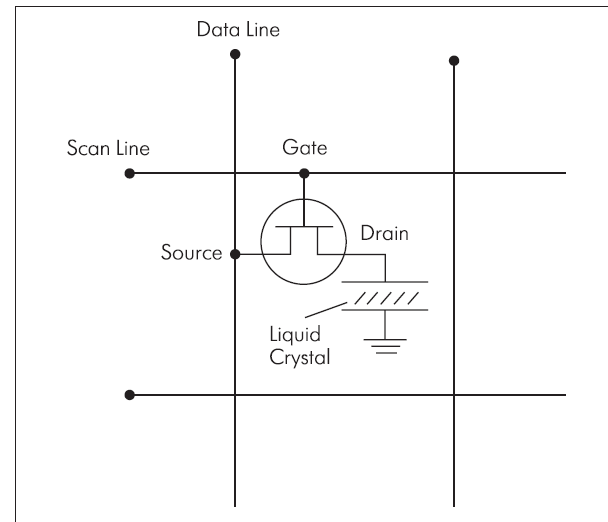 Data Line
Scan Line
Gate
Source
Drain
Liquid
Crystal